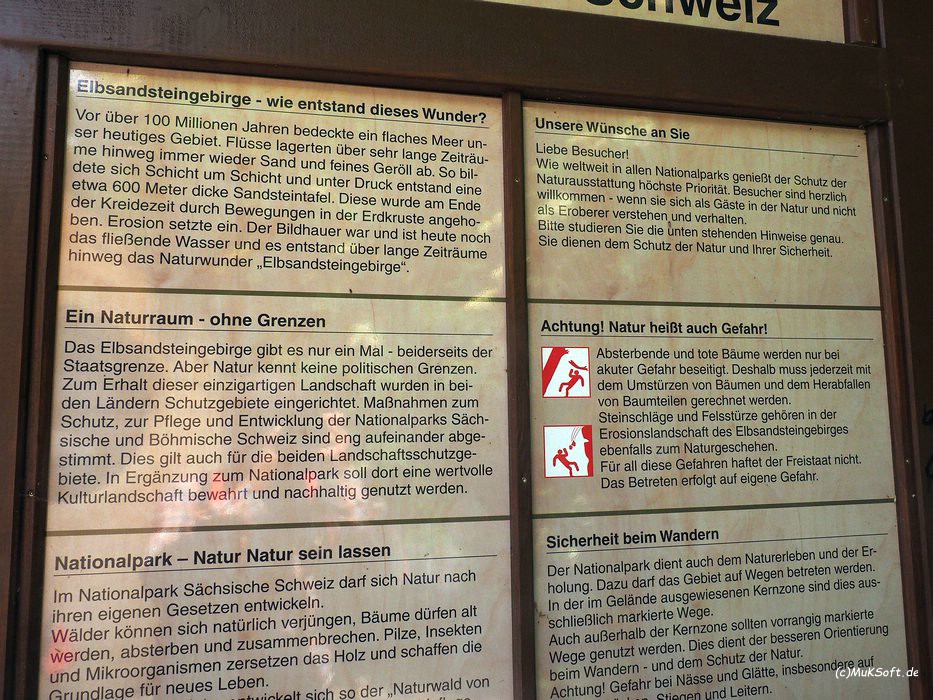 Schweiz
Elbsandsteingebirge - wie entstand dieses Wunder?
Vor über 100 Millionen Jahren bedeckte ein flaches Meer un-
ser heutiges Gebiet. Flüsse lagerten über sehr lange Zeiträu-
me hinweg immer wieder Sand und feines Geröll ab. So bil-
dete sich Schicht um Schicht und unter Druck entstand eine
etwa 600 Meter dicke Sandsteintafel. Diese wurde am Ende
der Kreidezeit durch Bewegungen in der Erdkruste angeho-
ben. Erosion setzte ein. Der Bildhauer war und ist heute noch
das fließende Wasser und es entstand über lange Zeiträume
hinweg das Naturwunder „Elbsandsteingebirge“.
Ein Naturraum - ohne Grenzen
Das Elbsandsteingebirge gibt es nur ein Mal - beiderseits der
Staatsgrenze. Aber Natur kennt keine politischen Grenzen.
Zum Erhalt dieser einzigartigen Landschaft wurden in bei-
den Ländern Schutzgebiete eingerichtet. Maßnahmen zum
Schutz, zur Pflege und Entwicklung der Nationalparks Säch-
sische und Böhmische Schweiz sind eng aufeinander abge-
stimmt. Dies gilt auch für die beiden Landschaftsschutzge-
biete. In Ergänzung zum Nationalpark soll dort eine wertvolle
Kulturlandschaft bewahrt und nachhaltig genutzt werden.
Nationalpark – Natur Natur sein lassen
Im Nationalpark Sächsische Schweiz darf sich Natur nach
ihren eigenen Gesetzen entwickeln.
Wälder können sich natürlich verjüngen, Bäume dürfen alt
werden, absterben und zusammenbrechen. Pilze, Insekten
und Mikroorganismen zersetzen das Holz und schaffen die
Grundlage für neues Leben.
entwickelt sich so der „Naturwald von
Unsere Wünsche an Sie
Liebe Besucher!
Wie weltweit in allen Nationalparks genießt der Schutz der
Naturausstattung höchste Priorität. Besucher sind herzlich
willkommen - wenn sie sich als Gäste in der Natur und nicht
als Eroberer verstehen und verhalten.
Bitte studieren Sie die unten stehenden Hinweise genau.
Sie dienen dem Schutz der Natur und Ihrer Sicherheit.
Achtung! Natur heißt auch Gefahr!
Absterbende und tote Bäume werden nur bei
akuter Gefahr beseitigt. Deshalb muss jederzeit mit
dem Umstürzen von Bäumen und dem Herabfallen
von Baumteilen gerechnet werden.
Steinschläge und Felsstürze gehören in der
Erosionslandschaft des Elbsandsteingebirges
ebenfalls zum Naturgeschehen.
Für all diese Gefahren haftet der Freistaat nicht.
Das Betreten erfolgt auf eigene Gefahr.
Sicherheit beim Wandern
Der Nationalpark dient auch dem Naturerleben und der Er-
holung. Dazu darf das Gebiet auf Wegen betreten werden.
In der im Gelände ausgewiesenen Kernzone sind dies aus-
schließlich markierte Wege.
Auch außerhalb der Kernzone sollten vorrangig markierte
Wege genutzt werden. Dies dient der besseren Orientierung
beim Wandern - und dem Schutz der Natur.
Achtung! Gefahr bei Nässe und Glätte, insbesondere auf
Stiegen und Leitern.
(c)MuKSoft.de